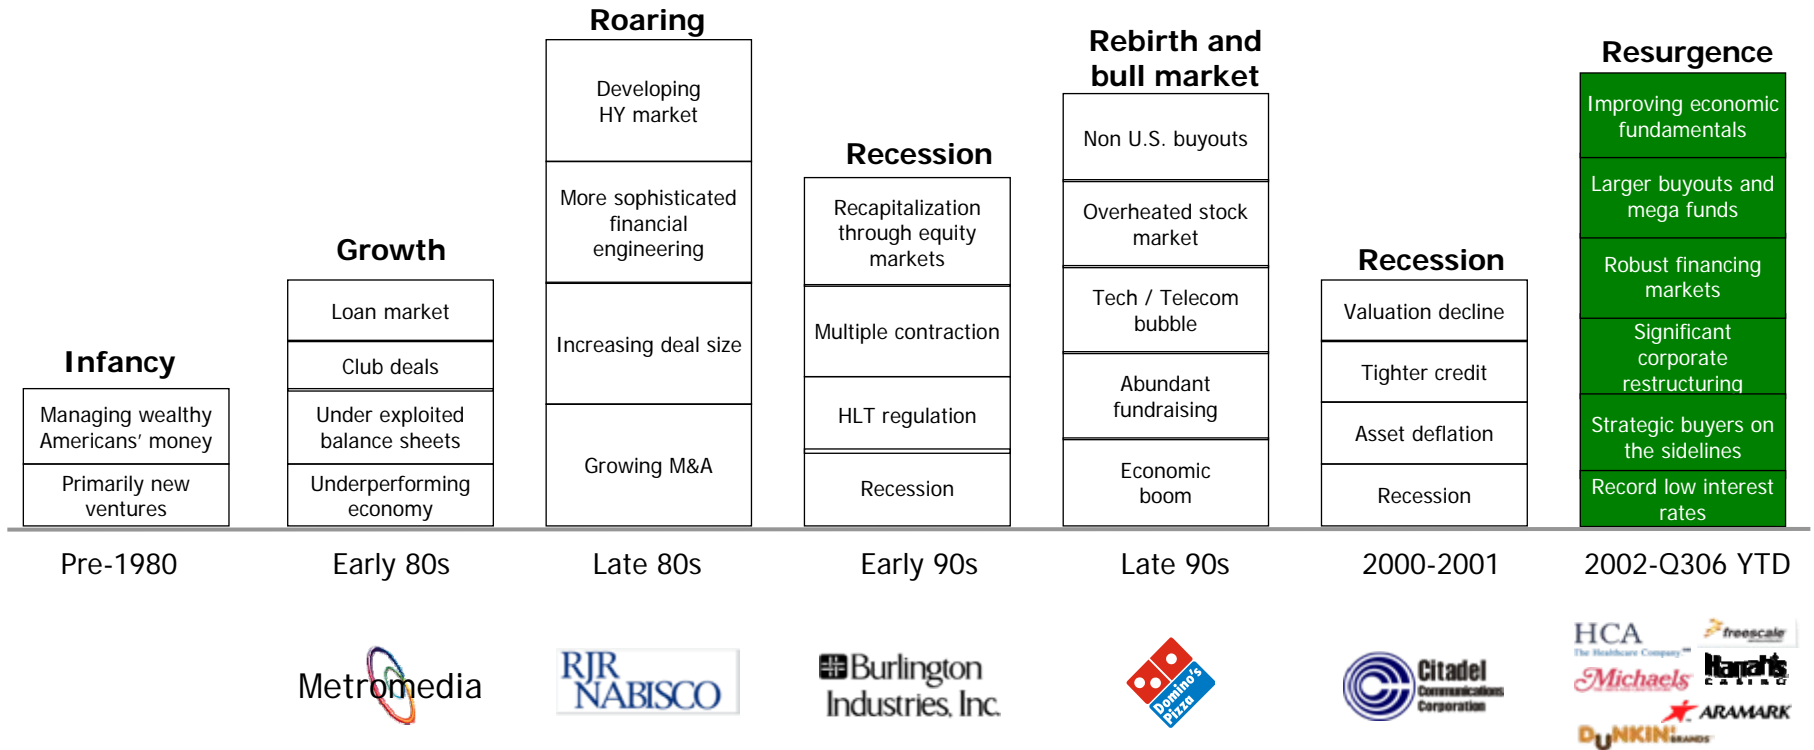 Infancy
Managing wealthy
Americans' money
Primarily new
ventures
Pre-1980
Growth
Loan market
Club deals
Under exploited
balance sheets
Underperforming
economy
Early 80s
Metromedia
Roaring
Developing
HY market
More sophisticated
financial
engineering
Increasing deal size
Growing M&A
Late 80s
RJR
NABISCO
Recession
Recapitalization
through equity
markets
Multiple contraction
HLT regulation
Recession
Early 90s
Burlington
Industries, Inc.
Rebirth and
bull market
Non U.S. buyouts
Overheated stock
market
Tech / Telecom
bubble
Abundant
fundraising
Economic
boom
Late 90s
Domino's
Pizza
Recession
Valuation decline
Tighter credit
Asset deflation
Recession
2000-2001
Citadel
Communications
Corporation
Resurgence
Improving economic
fundamentals
Larger buyouts and
mega funds
Robust financing
markets
Significant
corporate
restructuring
Strategic buyers on
the sidelines
Record low interest
rates
2002-Q306 YTD
HCA
The Healthcare Company
freescale
Michaels
Harrah's
CASINO
ARAMARK
DUNKIN'
BRANDS